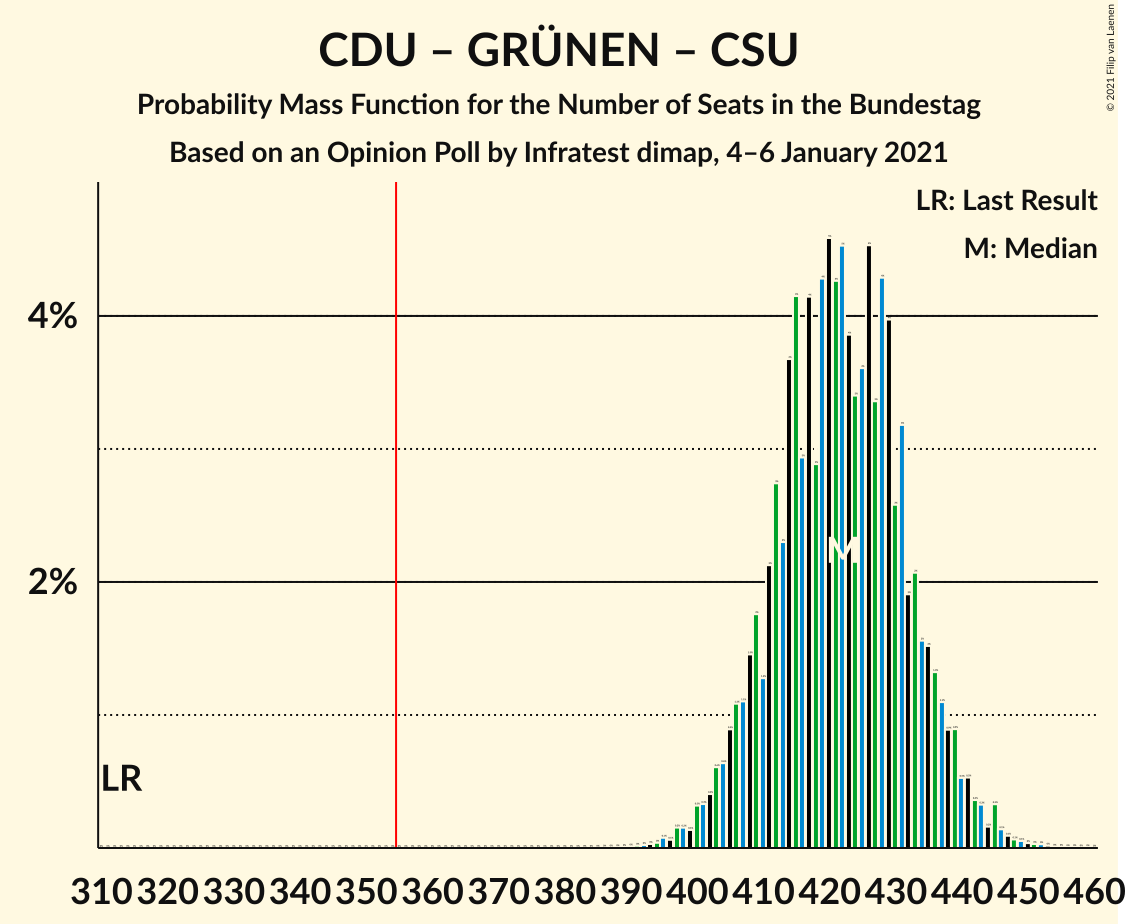 © 2021 Filip van Laenen
CDU – GRÜNEN – CSU
Probability Mass Function for the Number of Seats in the Bundestag
Based on an Opinion Poll by Infratest dimap, 4–6 January 2021
LR: Last Result
M: Median
4%
2%
M
LR
310 320 330 340 350 360 370 380 390 400 410 420 430 440 450 460